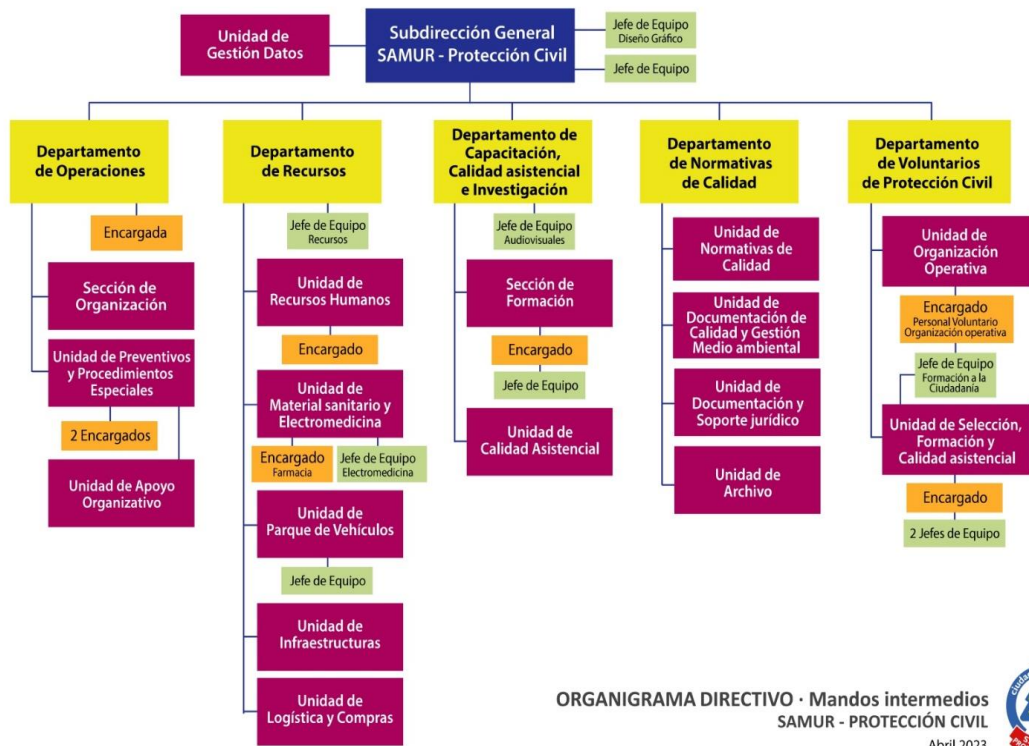 Unidad de
Gestión Datos
Subdirección General
SAMUR - Protección Civil
Jefe de Equipo
Diseño Gráfico
Jefe de Equipo
Departamento
de Operaciones
Encargada
Sección de
Organización
Unidad de Preventivos
y Procedimientos
Especiales
2 Encargados
Unidad de Apoyo
Organizativo
Departamento
de Recursos
Jefe de Equipo
Recursos
Unidad de
Recursos Humanos
Encargado
Unidad de
Material sanitario y
Electromedicina
Encargado
Farmacia
Jefe de Equipo
Electromedicina
Unidad de
Parque de Vehículos
Jefe de Equipo
Unidad de
Infraestructuras
Unidad de
Logística y Compras
Departamento de
Capacitación,
Calidad asistencial
e Investigación
Jefe de Equipo
Audiovisuales
Sección de
Formación
Encargado
Jefe de Equipo
Unidad de
Calidad Asistencial
Departamento
de Normativas
de Calidad
Unidad de
Normativas de
Calidad
Unidad de
Documentación de
Calidad y Gestión
Medio ambiental
Unidad de
Documentación y
Soporte jurídico
Unidad de
Archivo
Departamento
de Voluntarios
de Protección Civil
Unidad de
Organización
Operativa
Encargado
Personal Voluntario
Organización operativa
Jefe de Equipo
Formación a la
Ciudadanía
Unidad de Selección,
Formación y
Calidad asistencial
Encargado
2 Jefes de Equipo
ORGANIGRAMA DIRECTIVO · Mandos intermedios
SAMUR - PROTECCIÓN CIVIL
Abril 2023